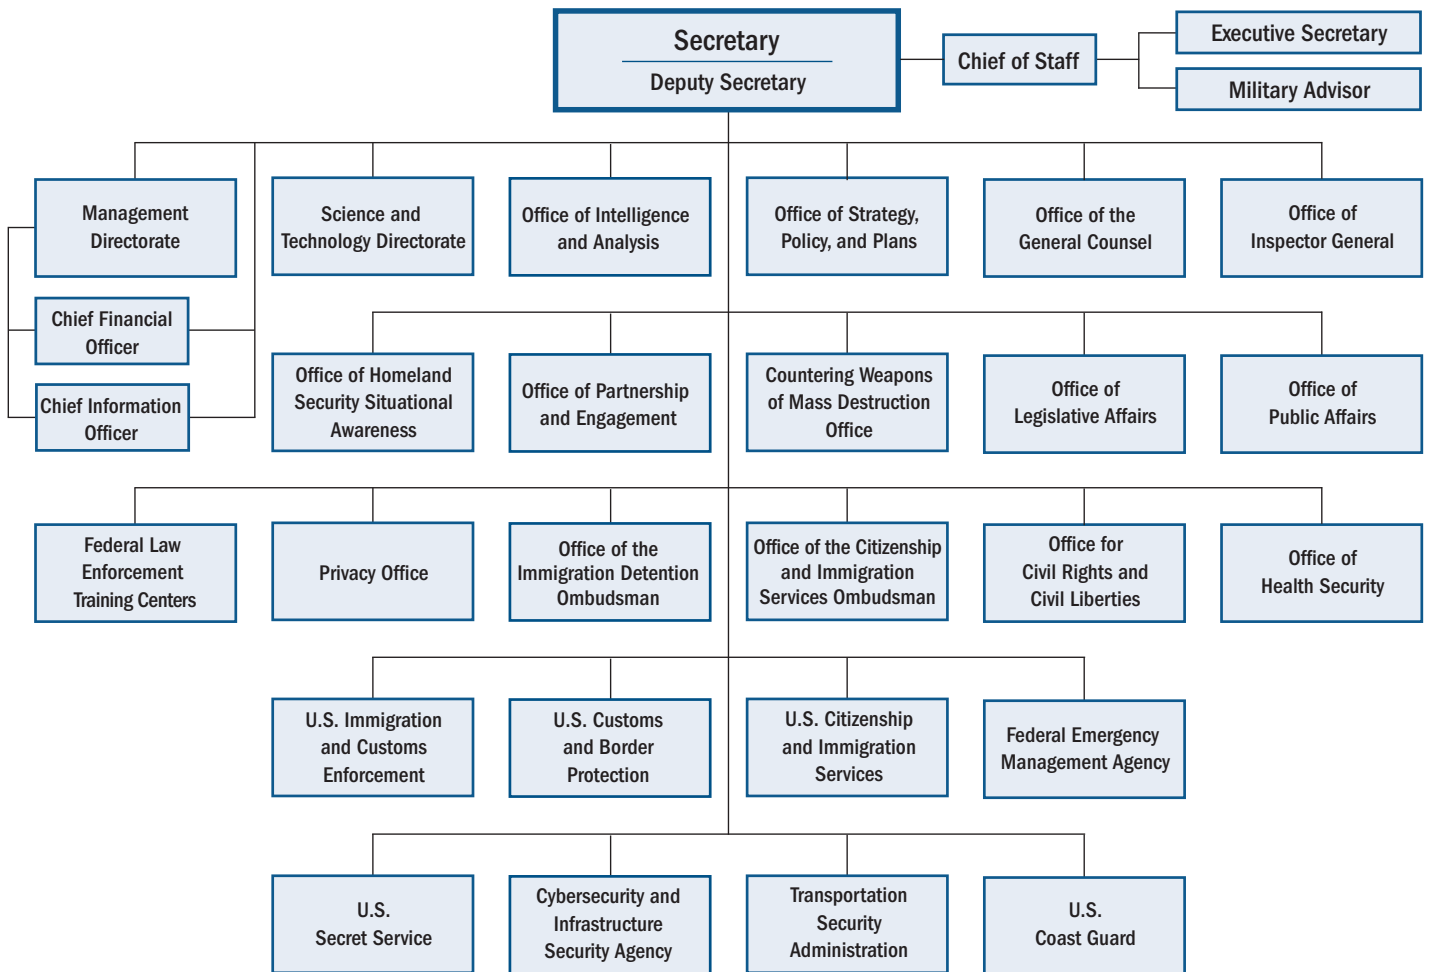 Secretary
Deputy Secretary
Chief of Staff
Executive Secretary
Military Advisor
Management
Directorate
Science and
Technology Directorate
Office of Intelligence
and Analysis
Office of Strategy,
Policy, and Plans
Office of the
General Counsel
Office of
Inspector General
Chief Financial
Officer
Chief Information
Officer
Office of Homeland
Security Situational
Awareness
Office of Partnership
and Engagement
Countering Weapons
of Mass Destruction
Office
Office of
Legislative Affairs
Office of
Public Affairs
Federal Law
Enforcement
Training Centers
Privacy Office
Office of the
Immigration Detention
Ombudsman
Office of the Citizenship
and Immigration
Services Ombudsman
Office for
Civil Rights and
Civil Liberties
Office of
Health Security
U.S. Immigration
and Customs
Enforcement
U.S. Customs
and Border
Protection
U.S. Citizenship
and Immigration
Services
Federal Emergency
Management Agency
U.S.
Secret Service
Cybersecurity and
Infrastructure
Security Agency
Transportation
Security
Administration
U.S.
Coast Guard